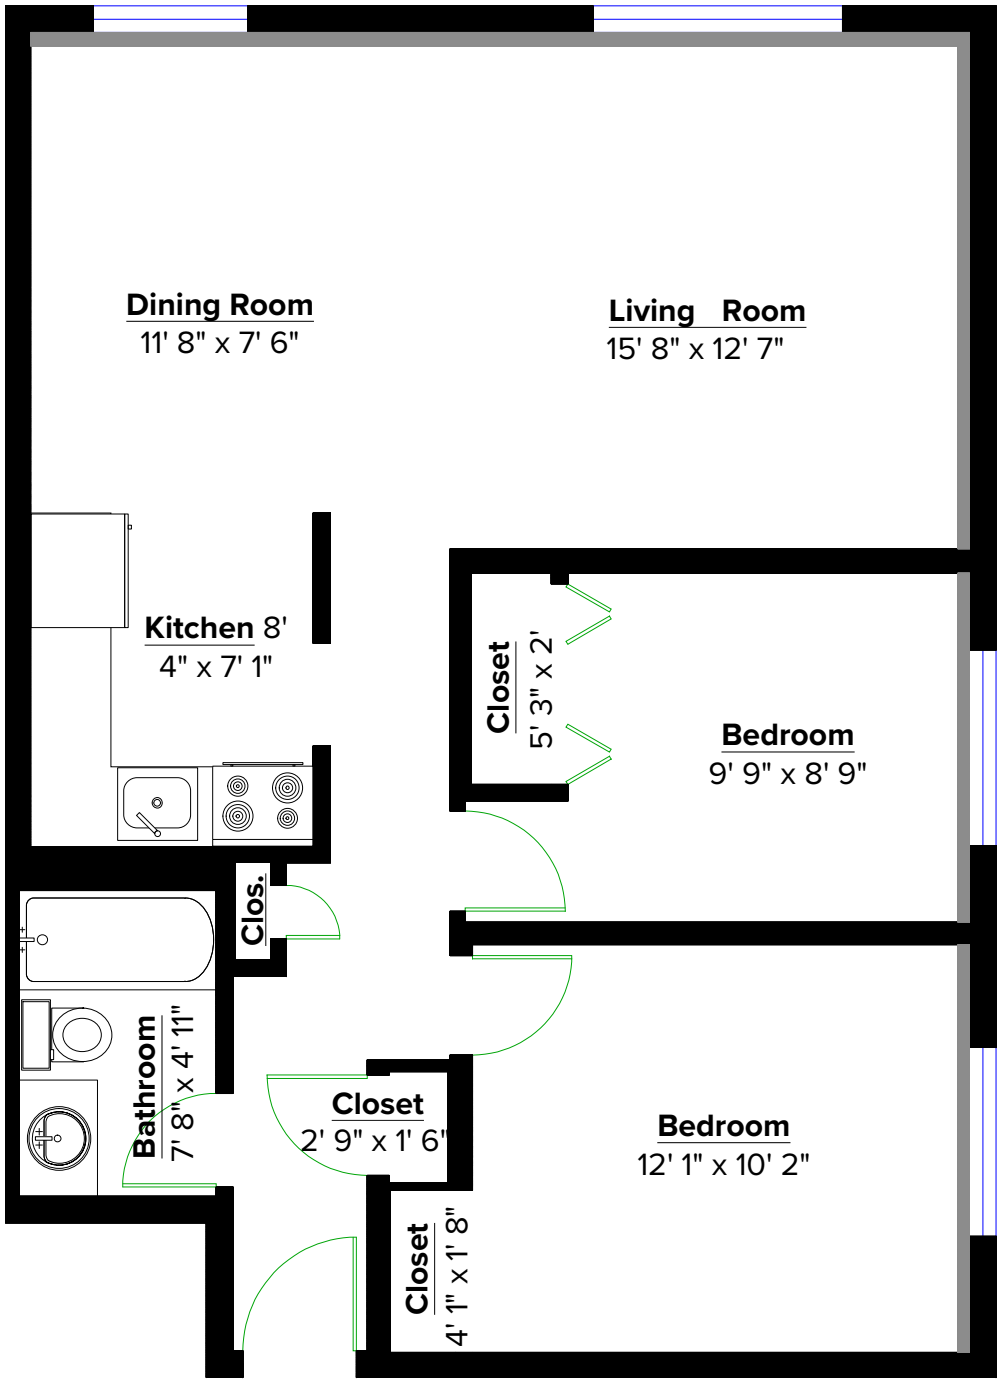 Dining Room
11' 8" x 7' 6"
Living Room
15' 8" x 12' 7"
Kitchen 8'
4" x 7' 1"
Closet
5' 3" x 2'
Bedroom
9' 9" x 8' 9"
Clos.
Bathroom
7' 8" x 4' 11"
Closet
2' 9" x 1' 6"
Bedroom
12' 1" x 10' 2"
Closet
4' 1" x 1' 8"